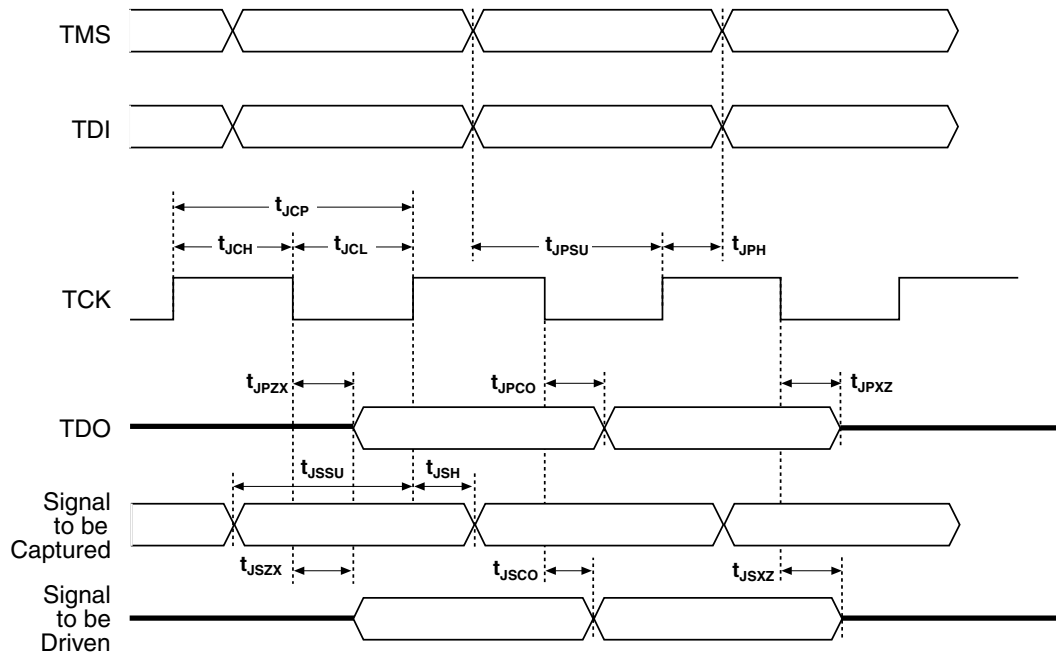 TMS
TDI
tJCP
tJCH
tJCL
tJPSU
tJPH
TCK
tJPZX
tJPCO
tJPXZ
TDO
tJSSU
tJSH
Signal
to be
Captured
tJSZX
tJSCO
tJSXZ
Signal
to be
Driven